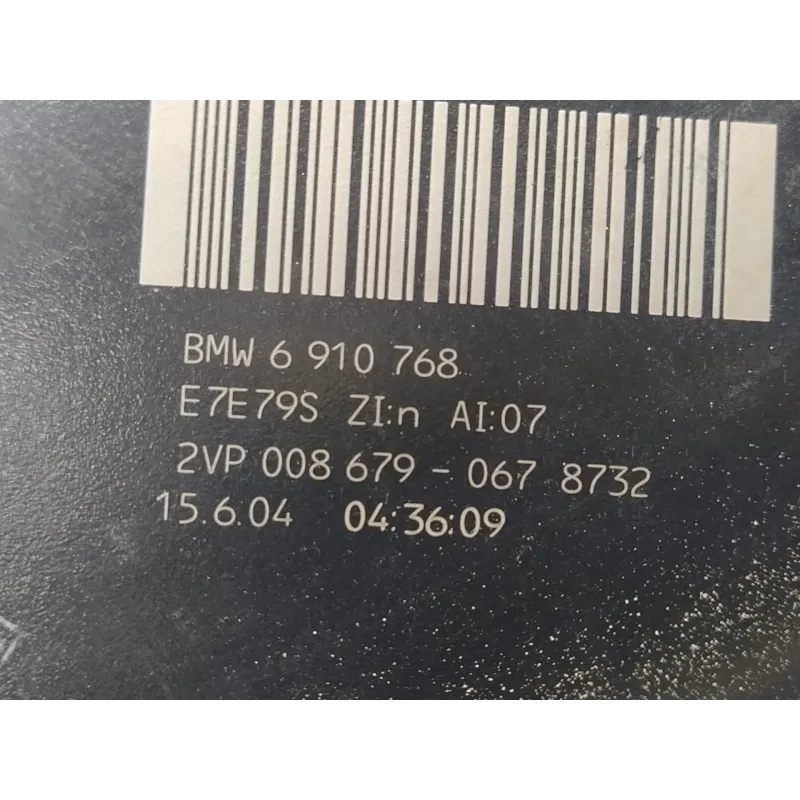 BMW 6 910 768
E7E79S ZI:n AI:07
2VP 008 679 - 067 8732
15.6.04 04:36:09